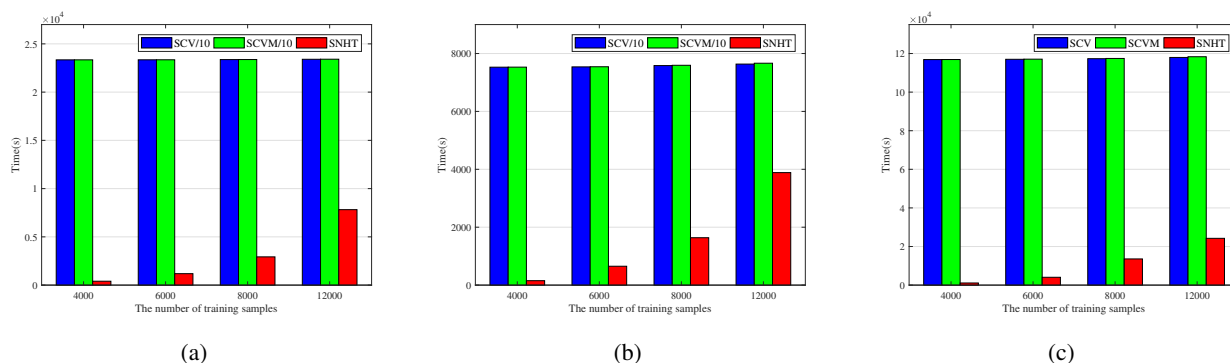 ×10⁴
2.5
2
1.5
1
0.5
0
Time(s)
SCV/10 SCVM/10 SNHT
4000 6000 8000 12000
The number of training samples
(a)
8000
6000
4000
2000
0
Time(s)
SCV/10 SCVM/10 SNHT
4000 6000 8000 12000
The number of training samples
(b)
×10⁴
12
10
8
6
4
2
0
Time(s)
SCV SCVM SNHT
4000 6000 8000 12000
The number of training samples
(c)